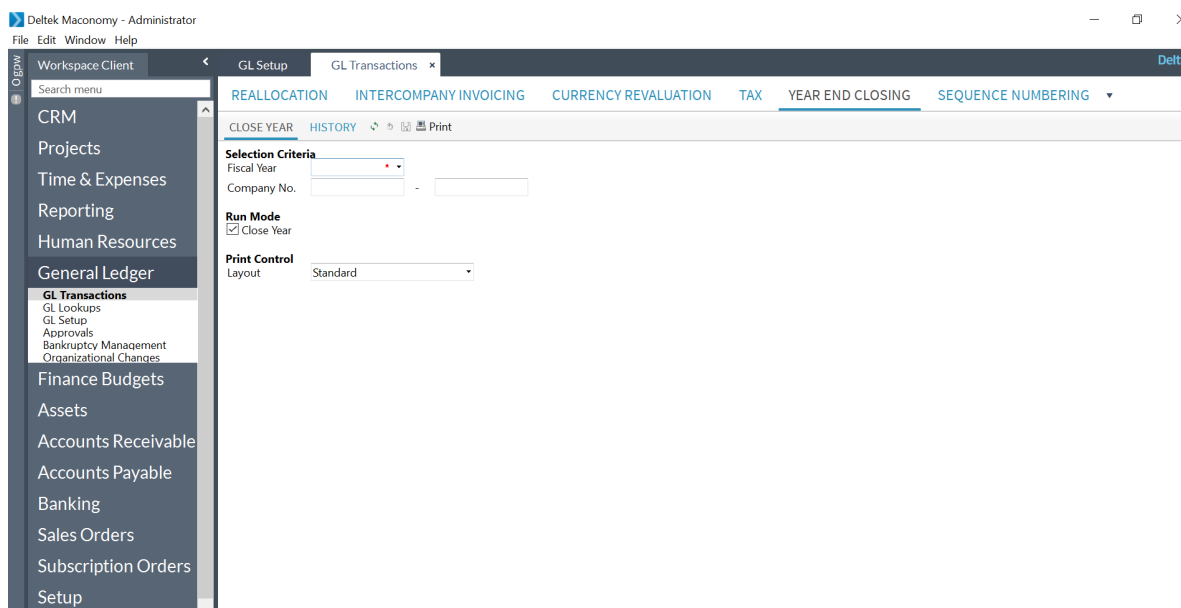 Deltek Maconomy - Administrator
File Edit Window Help
Workspace Client
GL Setup
GL Transactions ×
Delt
Search menu
REALLOCATION INTERCOMPANY INVOICING CURRENCY REVALUATION TAX YEAR END CLOSING SEQUENCE NUMBERING
CLOSE YEAR HISTORY Print
CRM
Projects
Time & Expenses
Reporting
Human Resources
General Ledger
GL Transactions
GL Lookups
GL Setup
Approvals
Bankruptcy Management
Organizational Changes
Finance Budgets
Assets
Accounts Receivable
Accounts Payable
Banking
Sales Orders
Subscription Orders
Setup
Selection Criteria
Fiscal Year *
Company No. -
Run Mode
Close Year
Print Control
Layout Standard